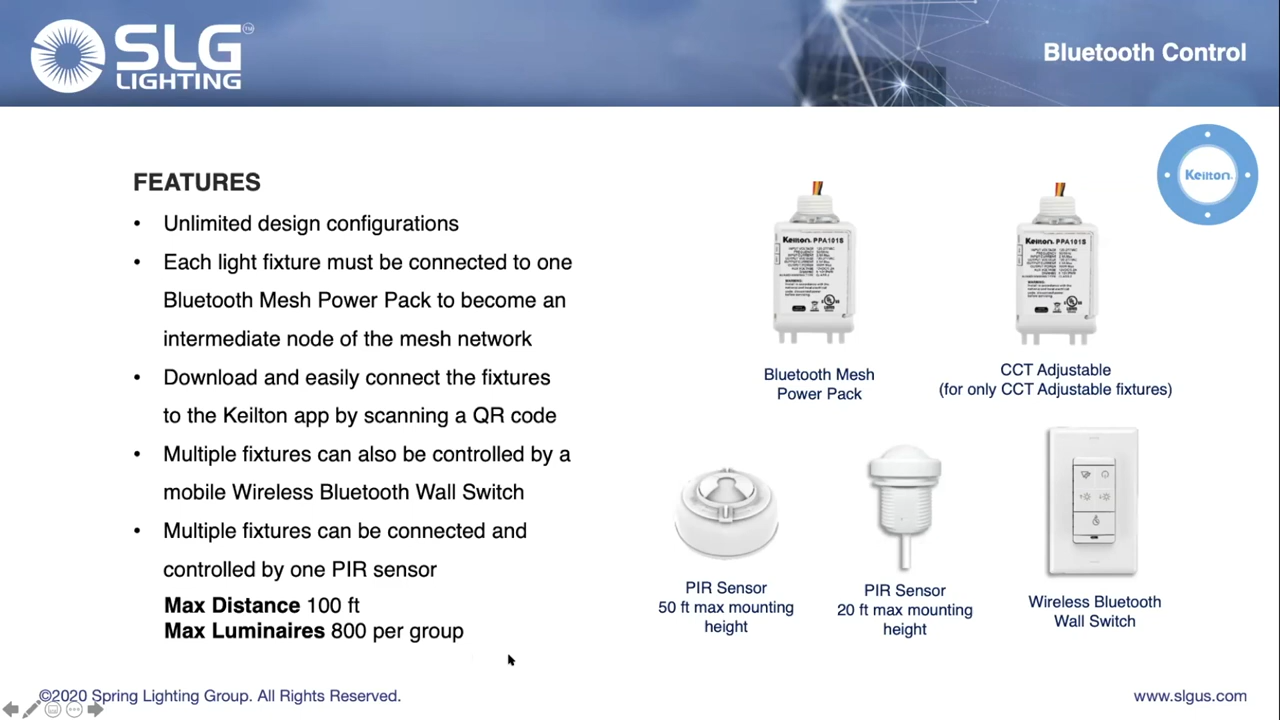 SLG
LIGHTING
TM
Bluetooth Control
Keilton
FEATURES
• Unlimited design configurations
• Each light fixture must be connected to one
Bluetooth Mesh Power Pack to become an
intermediate node of the mesh network
• Download and easily connect the fixtures
to the Keilton app by scanning a QR code
• Multiple fixtures can also be controlled by a
mobile Wireless Bluetooth Wall Switch
• Multiple fixtures can be connected and
controlled by one PIR sensor
Max Distance 100 ft
Max Luminaires 800 per group
Keilton PPA101S
Keilton PPA101S
Bluetooth Mesh
Power Pack
CCT Adjustable
(for only CCT Adjustable fixtures)
PIR Sensor
50 ft max mounting
height
PIR Sensor
20 ft max mounting
height
Wireless Bluetooth
Wall Switch
©2020 Spring Lighting Group. All Rights Reserved.
www.slgus.com